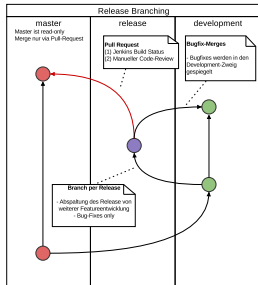 Release Branching
master
release
development
Master ist read-only
Merge nur via Pull-Request
Pull Request
(1) Jenkins Build Status
(2) Manueller Code-Review
Bugfix-Merges
- Bugfixes werden in den
Development-Zweig
gespiegelt
Branch per Release
- Abspaltung des Release von
weiterer Featureentwicklung
- Bug-Fixes only